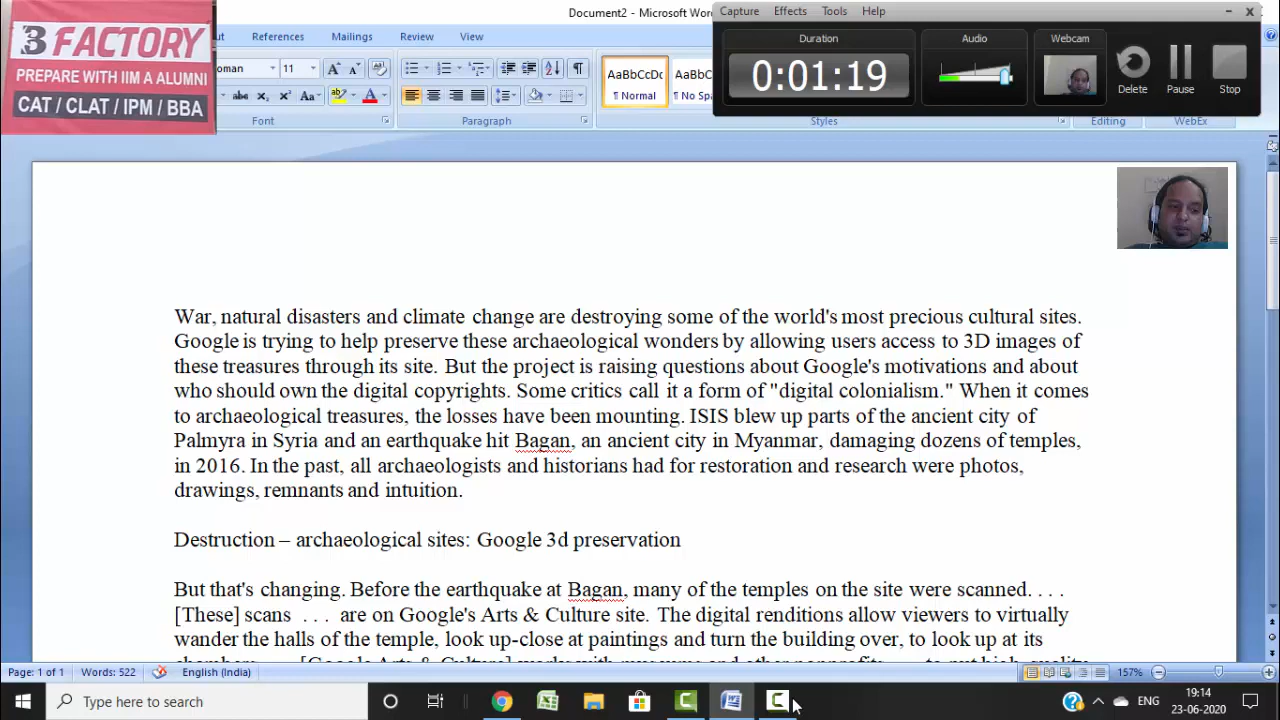 Document2 - Microsoft Wor
Capture Effects Tools Help
3 FACTORY
PREPARE WITH IIM A ALUMNI
CAT / CLAT / IPM / BBA
References Mailings Review View
Duration Audio Webcam
0:01:19
Delete Pause Stop
oman 11
AaBbCcDc AaBbC
¶ Normal ¶ No Sp
Font Paragraph Styles Editing WebEx
War, natural disasters and climate change are destroying some of the world's most precious cultural sites.
Google is trying to help preserve these archaeological wonders by allowing users access to 3D images of
these treasures through its site. But the project is raising questions about Google's motivations and about
who should own the digital copyrights. Some critics call it a form of "digital colonialism." When it comes
to archaeological treasures, the losses have been mounting. ISIS blew up parts of the ancient city of
Palmyra in Syria and an earthquake hit Bagan, an ancient city in Myanmar, damaging dozens of temples,
in 2016. In the past, all archaeologists and historians had for restoration and research were photos,
drawings, remnants and intuition.
Destruction – archaeological sites: Google 3d preservation
But that's changing. Before the earthquake at Bagan, many of the temples on the site were scanned. . . .
[These] scans . . . are on Google's Arts & Culture site. The digital renditions allow viewers to virtually
wander the halls of the temple, look up-close at paintings and turn the building over, to look up at its
Page: 1 of 1 Words: 522 English (India) 157%
Type here to search
ENG
19:14
23-06-2020